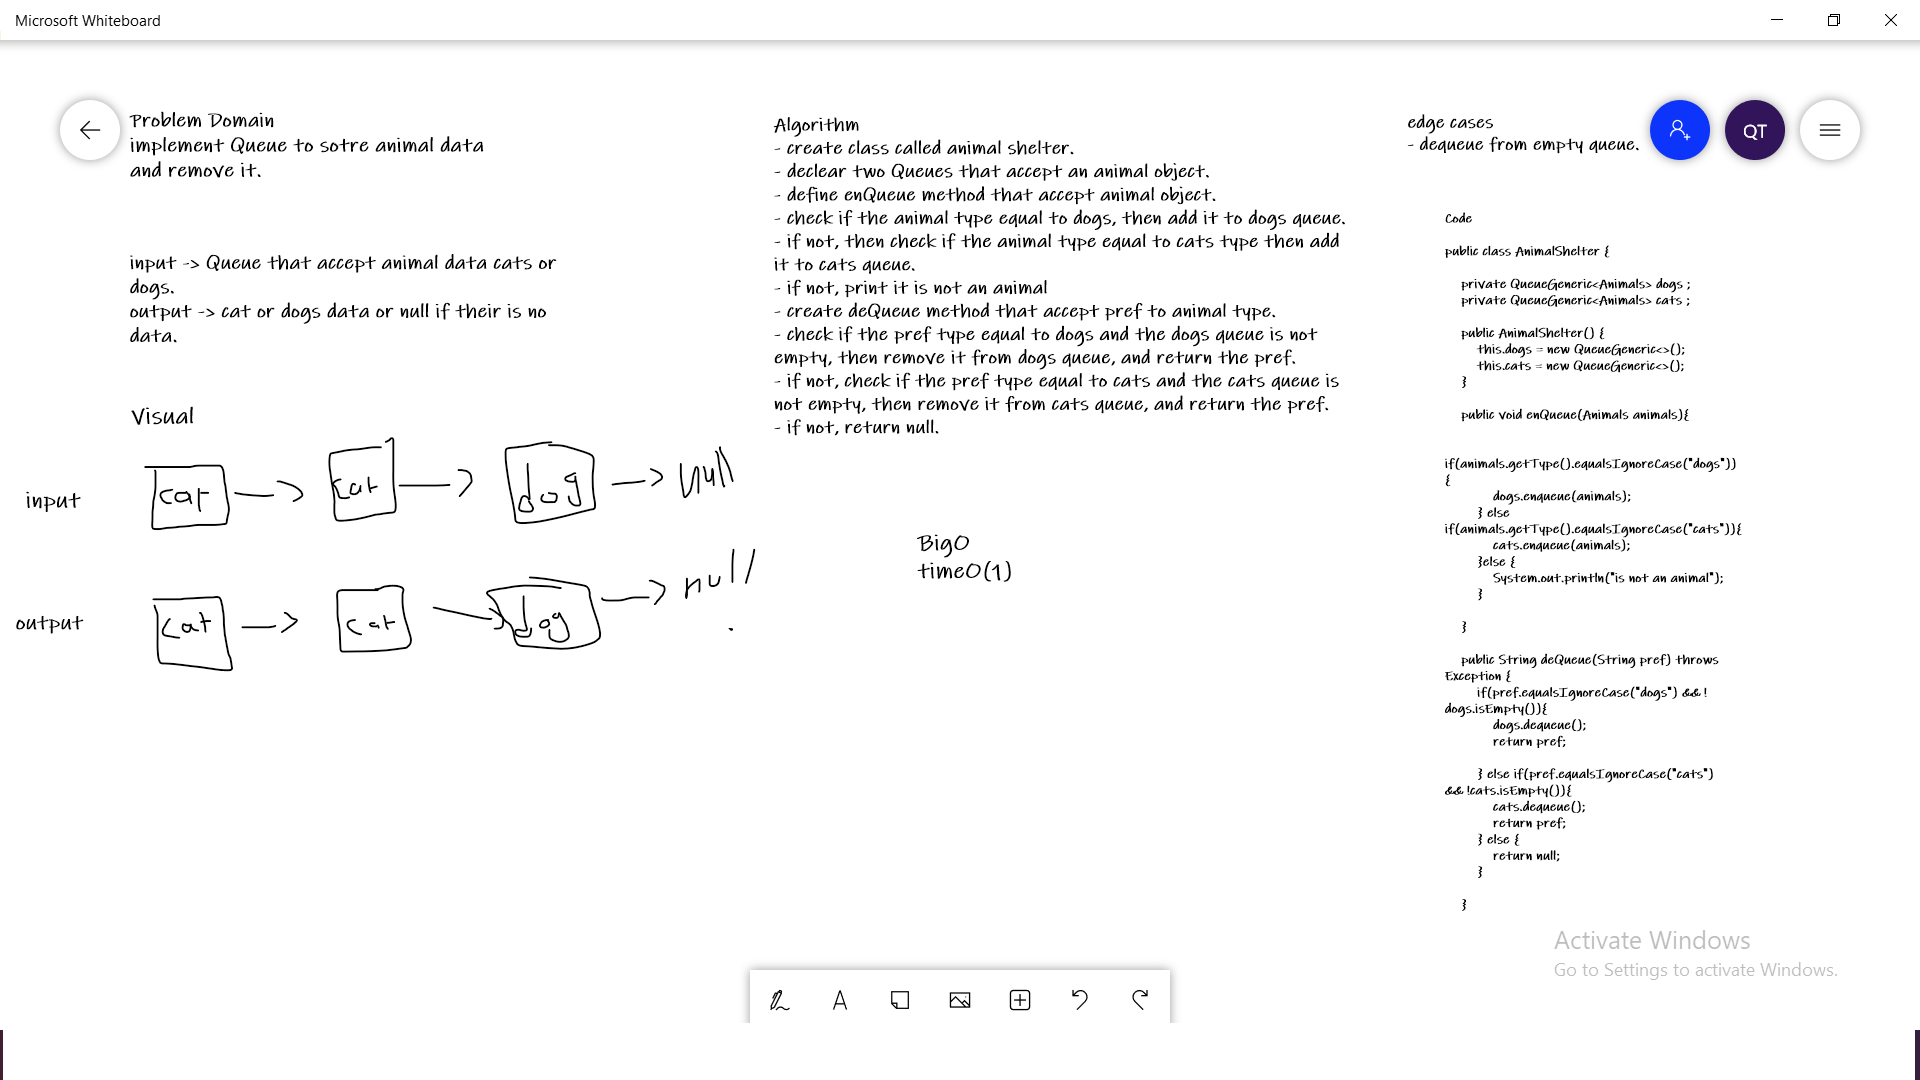 Microsoft Whiteboard
Problem Domain
implement Queue to sotre animal data
and remove it.
input -> Queue that accept animal data cats or
dogs.
output -> cat or dogs data or null if their is no
data.
Visual
input
cat
cat
dog
null
output
cat
cat
dog
null
Algorithm
- create class called animal shelter.
- declear two Queues that accept an animal object.
- define enQueue method that accept animal object.
- check if the animal type equal to dogs, then add it to dogs queue.
- if not, then check if the animal type equal to cats type then add
it to cats queue.
- if not, print it is not an animal
- create deQueue method that accept pref to animal type.
- check if the pref type equal to dogs and the dogs queue is not
empty, then remove it from dogs queue, and return the pref.
- if not, check if the pref type equal to cats and the cats queue is
not empty, then remove it from cats queue, and return the pref.
- if not, return null.
BigO
timeO(1)
edge cases
- dequeue from empty queue.
QT
Code
public class AnimalShelter {
private QueueGeneric<Animals> dogs ;
private QueueGeneric<Animals> cats ;
public AnimalShelter() {
this.dogs = new QueueGeneric<>();
this.cats = new QueueGeneric<>();
}
public void enQueue(Animals animals){
if(animals.getType().equalsIgnoreCase("dogs"))
{
dogs.enqueue(animals);
} else
if(animals.getType().equalsIgnoreCase("cats")){
cats.enqueue(animals);
}else {
System.out.println("is not an animal");
}
}
public String deQueue(String pref) throws
Exception {
if(pref.equalsIgnoreCase("dogs") && !
dogs.isEmpty()){
dogs.dequeue();
return pref;
} else if(pref.equalsIgnoreCase("cats")
&& !cats.isEmpty()){
cats.dequeue();
return pref;
} else {
return null;
}
}
Activate Windows
Go to Settings to activate Windows.